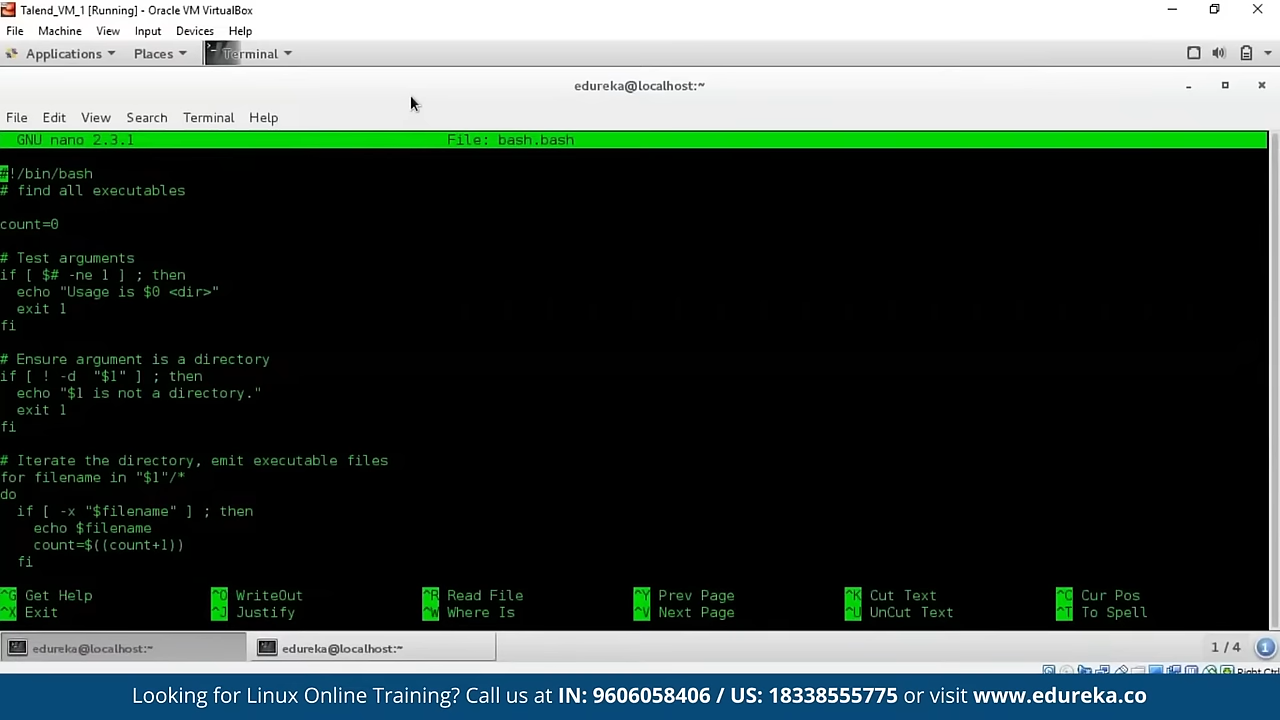 Talend_VM_1 [Running] - Oracle VM VirtualBox
File Machine View Input Devices Help
Applications Places Terminal
edureka@localhost:~
File Edit View Search Terminal Help
GNU nano 2.3.1 File: bash.bash
#!/bin/bash
# find all executables
count=0
# Test arguments
if [ $# -ne 1 ] ; then
  echo "Usage is $0 <dir>"
  exit 1
fi
# Ensure argument is a directory
if [ ! -d  "$1" ] ; then
  echo "$1 is not a directory."
  exit 1
fi
# Iterate the directory, emit executable files
for filename in "$1"/*
do
  if [ -x "$filename" ] ; then
    echo $filename
    count=$((count+1))
  fi
^G Get Help ^O WriteOut ^R Read File ^Y Prev Page ^K Cut Text ^C Cur Pos
^X Exit ^J Justify ^W Where Is ^V Next Page ^U UnCut Text ^T To Spell
edureka@localhost:~ edureka@localhost:~ 1 / 4 1
Right Ctrl
Looking for Linux Online Training? Call us at IN: 9606058406 / US: 18338555775 or visit www.edureka.co